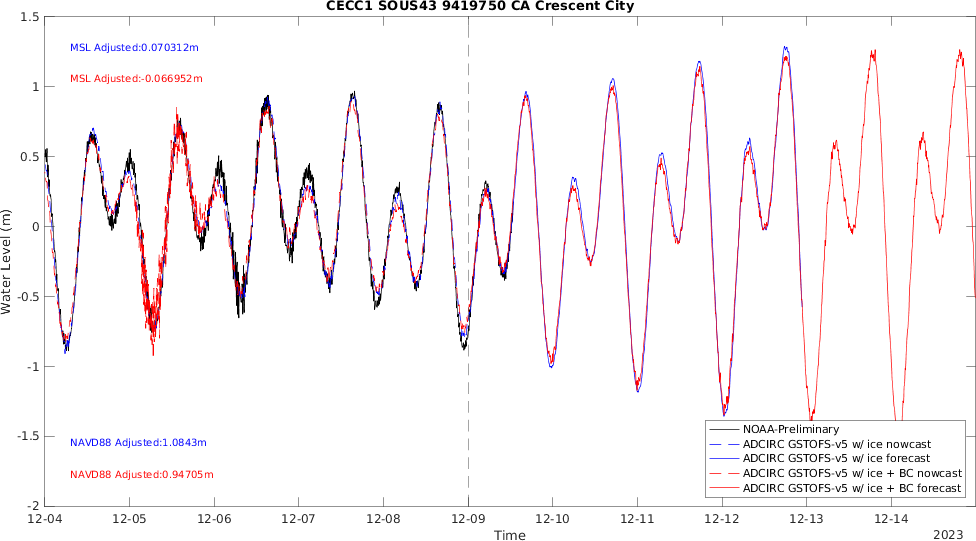 CECC1 SOUS43 9419750 CA Crescent City
1.5
1
0.5
0
-0.5
-1
-1.5
-2
Water Level (m)
MSL Adjusted:0.070312m
MSL Adjusted:-0.066952m
NAVD88 Adjusted:1.0843m
NAVD88 Adjusted:0.94705m
NOAA-Preliminary
ADCIRC GSTOFS-v5 w/ ice nowcast
ADCIRC GSTOFS-v5 w/ ice forecast
ADCIRC GSTOFS-v5 w/ ice + BC nowcast
ADCIRC GSTOFS-v5 w/ ice + BC forecast
12-04 12-05 12-06 12-07 12-08 12-09 12-10 12-11 12-12 12-13 12-14
Time
2023